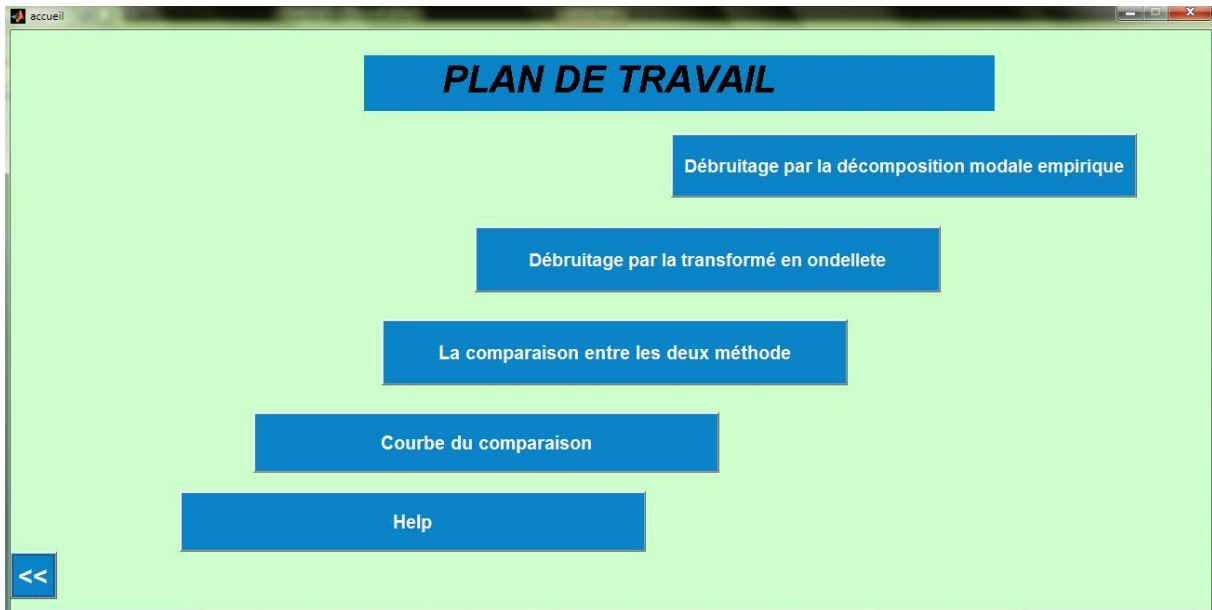 accueil
PLAN DE TRAVAIL
Débruitage par la décomposition modale empirique
Débruitage par la transformé en ondellete
La comparaison entre les deux méthode
Courbe du comparaison
Help
<<